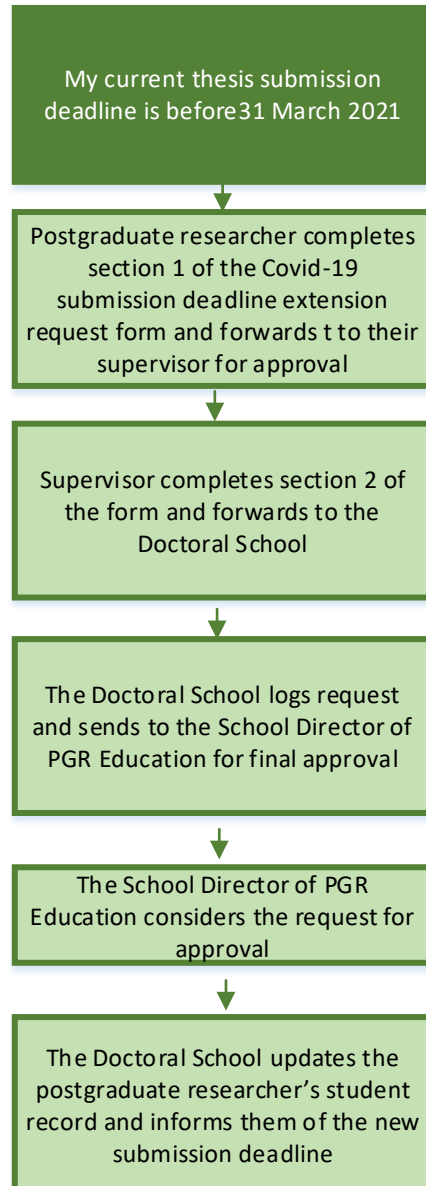 My current thesis submission
deadline is before31 March 2021
Postgraduate researcher completes
section 1 of the Covid-19
submission deadline extension
request form and forwards t to their
supervisor for approval
Supervisor completes section 2 of
the form and forwards to the
Doctoral School
The Doctoral School logs request
and sends to the School Director of
PGR Education for final approval
The School Director of PGR
Education considers the request for
approval
The Doctoral School updates the
postgraduate researcher’s student
record and informs them of the new
submission deadline